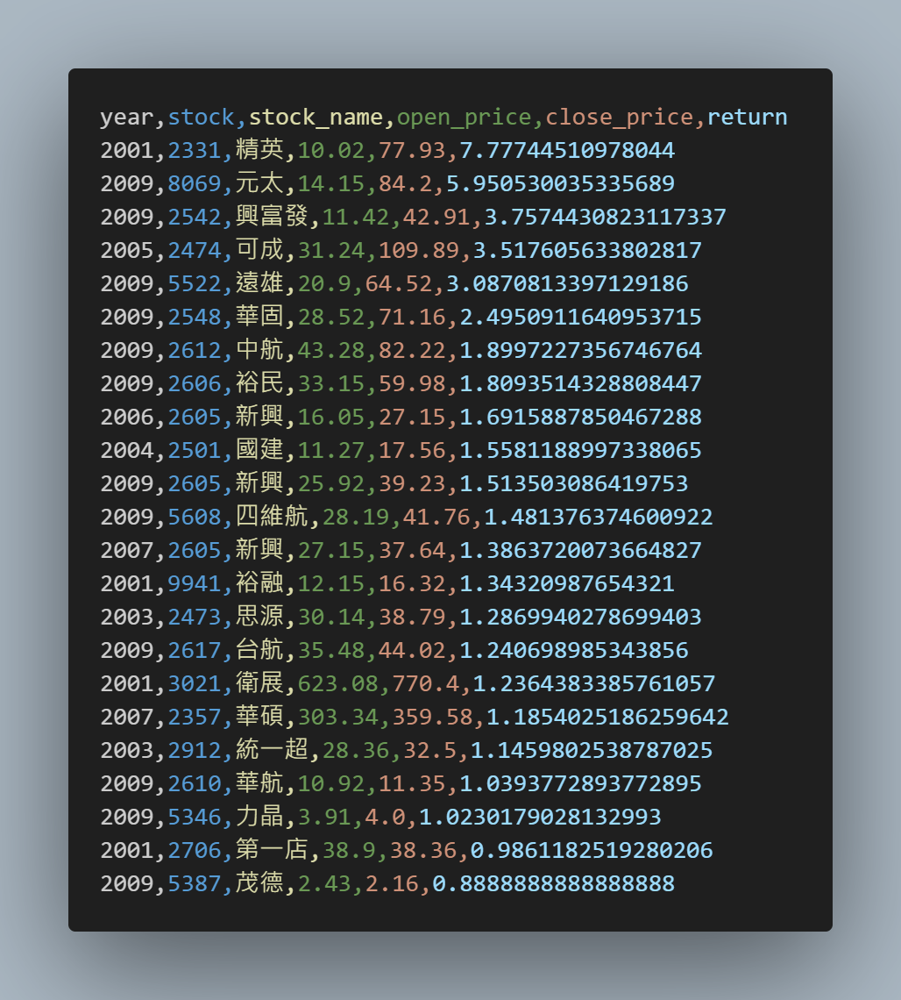 year,stock,stock_name,open_price,close_price,return
2001,2331,精英,10.02,77.93,7.77744510978044
2009,8069,元太,14.15,84.2,5.950530035335689
2009,2542,興富發,11.42,42.91,3.7574430823117337
2005,2474,可成,31.24,109.89,3.517605633802817
2009,5522,遠雄,20.9,64.52,3.0870813397129186
2009,2548,華固,28.52,71.16,2.4950911640953715
2009,2612,中航,43.28,82.22,1.8997227356746764
2009,2606,裕民,33.15,59.98,1.8093514328808447
2006,2605,新興,16.05,27.15,1.6915887850467288
2004,2501,國建,11.27,17.56,1.5581188997338065
2009,2605,新興,25.92,39.23,1.513503086419753
2009,5608,四維航,28.19,41.76,1.481376374600922
2007,2605,新興,27.15,37.64,1.3863720073664827
2001,9941,裕融,12.15,16.32,1.34320987654321
2003,2473,思源,30.14,38.79,1.2869940278699403
2009,2617,台航,35.48,44.02,1.240698985343856
2001,3021,衛展,623.08,770.4,1.2364383385761057
2007,2357,華碩,303.34,359.58,1.1854025186259642
2003,2912,統一超,28.36,32.5,1.1459802538787025
2009,2610,華航,10.92,11.35,1.0393772893772895
2009,5346,力晶,3.91,4.0,1.0230179028132993
2001,2706,第一店,38.9,38.36,0.9861182519280206
2009,5387,茂德,2.43,2.16,0.8888888888888888